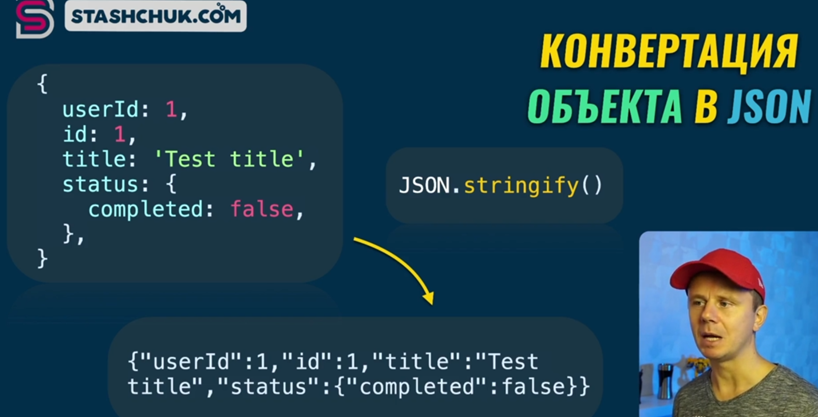 STASHCHUK.COM
КОНВЕРТАЦИЯ
ОБЪЕКТА В JSON
{
userId: 1,
id: 1,
title: 'Test title',
status: {
completed: false,
},
}
JSON.stringify()
{"userId":1,"id":1,"title":"Test
title","status":{"completed":false}}